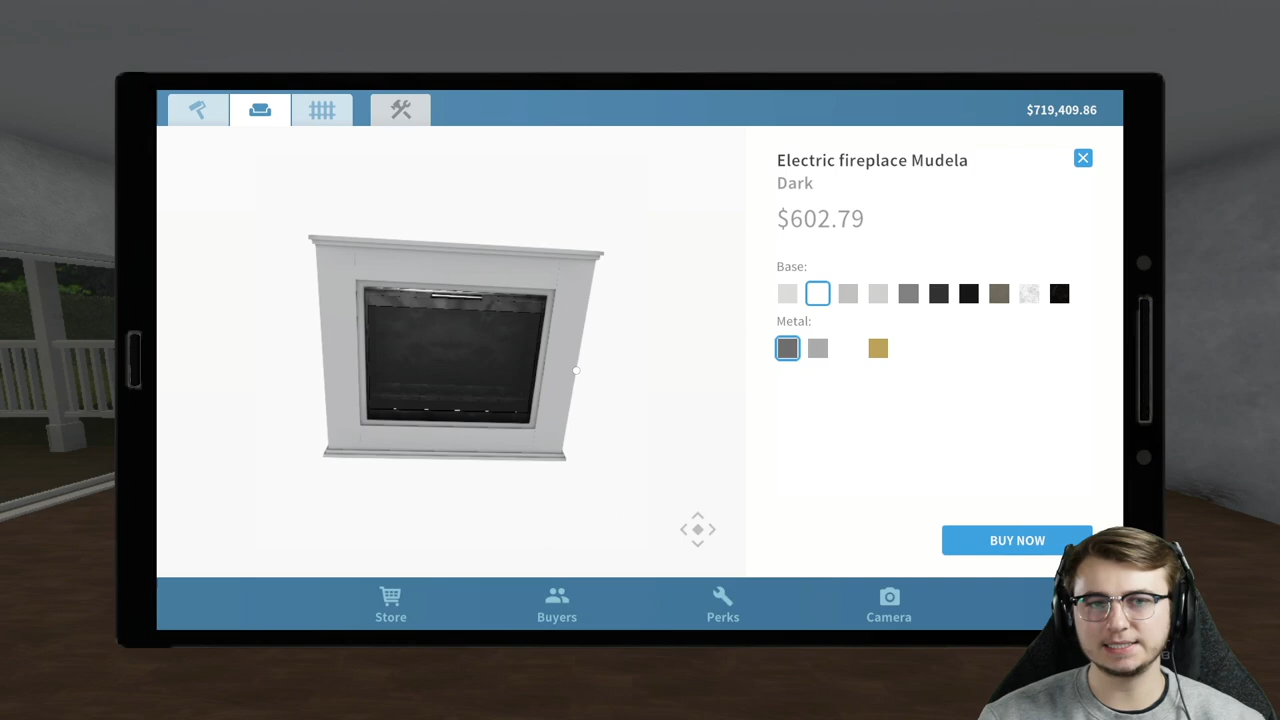 $719,409.86
Electric fireplace Mudela
Dark
$602.79
Base:
Metal:
BUY NOW
Store
Buyers
Perks
Camera